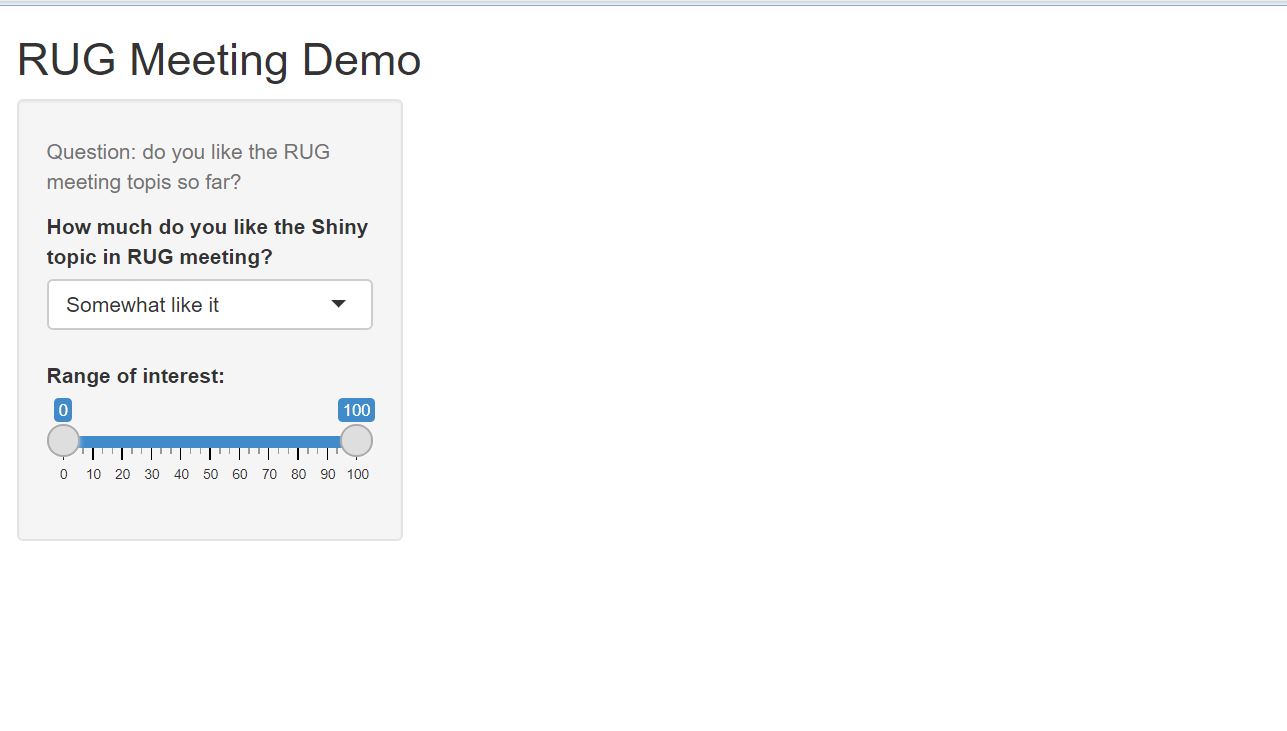 RUG Meeting Demo
Question: do you like the RUG
meeting topis so far?
How much do you like the Shiny
topic in RUG meeting?
Somewhat like it
Range of interest:
0 100
0 10 20 30 40 50 60 70 80 90 100